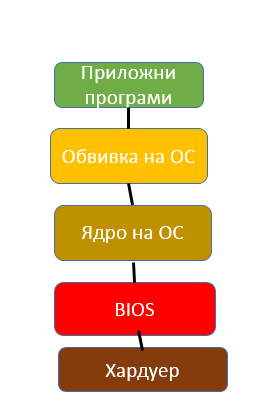 Приложни
програми
Обвивка на ОС
Ядро на ОС
BIOS
Хардуер